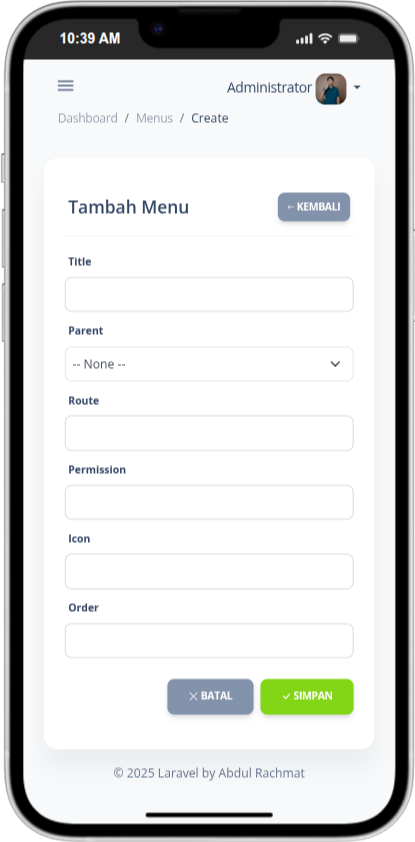 10:39 AM
Administrator
Dashboard / Menus / Create
Tambah Menu
← KEMBALI
Title
Parent
-- None --
Route
Permission
Icon
Order
× BATAL
✓ SIMPAN
© 2025 Laravel by Abdul Rachmat